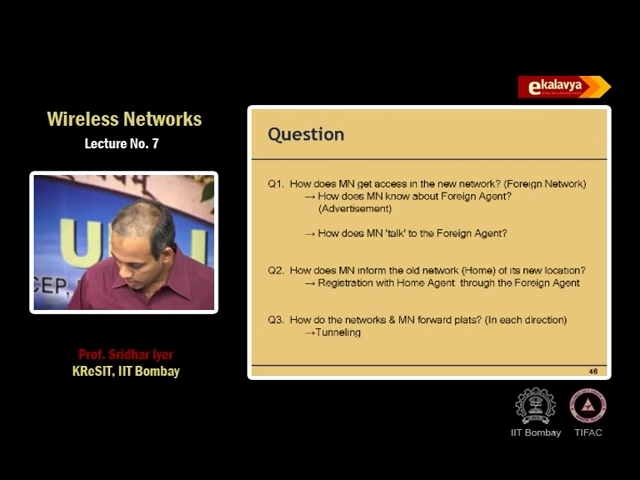 ekalavya
Wireless Networks
Lecture No. 7
Question
Q1. How does MN get access in the new network? (Foreign Network)
→ How does MN know about Foreign Agent?
(Advertisement)
→ How does MN 'talk' to the Foreign Agent?
Q2. How does MN inform the old network (Home) of its new location?
→ Registration with Home Agent through the Foreign Agent
Q3. How do the networks & MN forward plats? (In each direction)
→Tunneling
46
CEP,
Prof. Sridhar Iyer
KReSIT, IIT Bombay
IIT Bombay
TIFAC